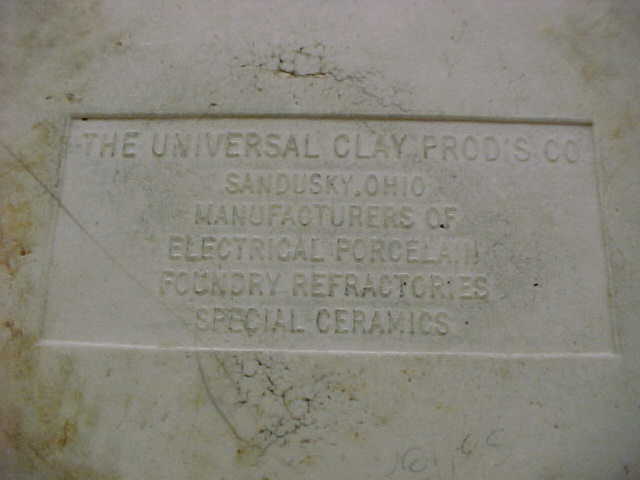 THE UNIVERSAL CLAY PROD'S CO
SANDUSKY, OHIO
MANUFACTURERS OF
ELECTRICAL PORCELAIN
FOUNDRY REFRACTORIES
SPECIAL CERAMICS